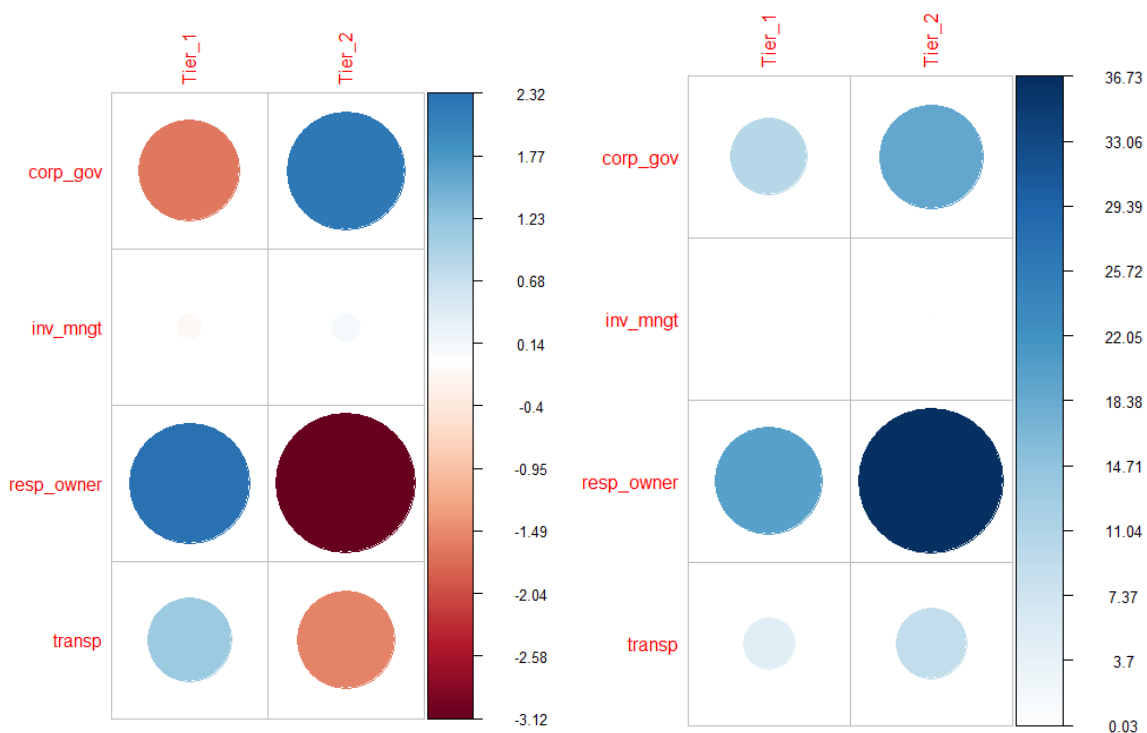 Tier_1
Tier_2
corp_gov
inv_mngt
resp_owner
transp
2.32
1.77
1.23
0.68
0.14
-0.4
-0.95
-1.49
-2.04
-2.58
-3.12
Tier_1
Tier_2
corp_gov
inv_mngt
resp_owner
transp
36.73
33.06
29.39
25.72
22.05
18.38
14.71
11.04
7.37
3.7
0.03